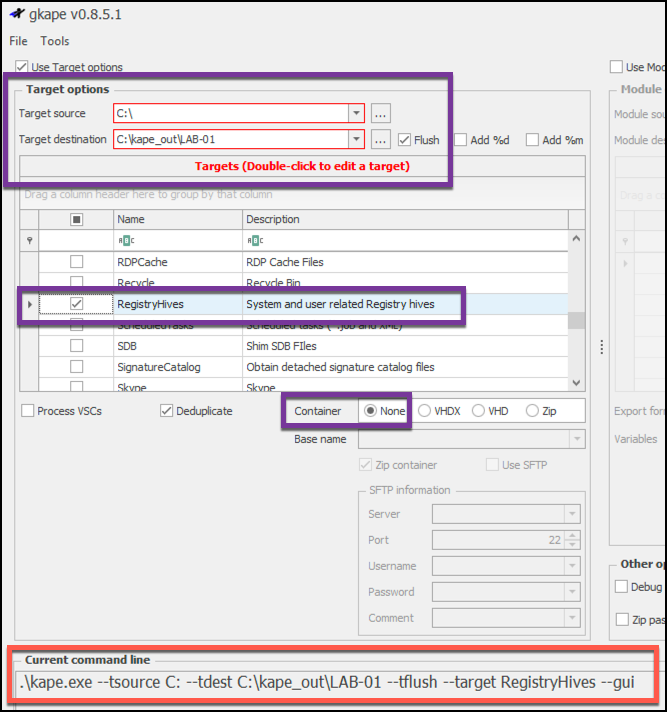 gkape v0.8.5.1
File Tools
Use Target options
Use Mod
Target options
Module
Target source C:\ ...
Module sou
Target destination C:\kape_out\LAB-01 ... Flush Add %d Add %m
Module des
Targets (Double-click to edit a target)
Drag a column header here to group by that column
Drag a c
Name Description
RDPCache RDP Cache Files
Recycle Recycle Bin
RegistryHives System and user related Registry hives
ScheduledTasks Scheduled tasks (*.job and XML)
SDB Shim SDB FIles
SignatureCatalog Obtain detached signature catalog files
Skype Skype
Process VSCs Deduplicate Container None VHDX VHD Zip
Export form
Base name
Variables
Zip container Use SFTP
SFTP information
Server
Port 22
Username
Other op
Password
Debug
Comment
Zip pas
Current command line
.\kape.exe --tsource C: --tdest C:\kape_out\LAB-01 --tflush --target RegistryHives --gui